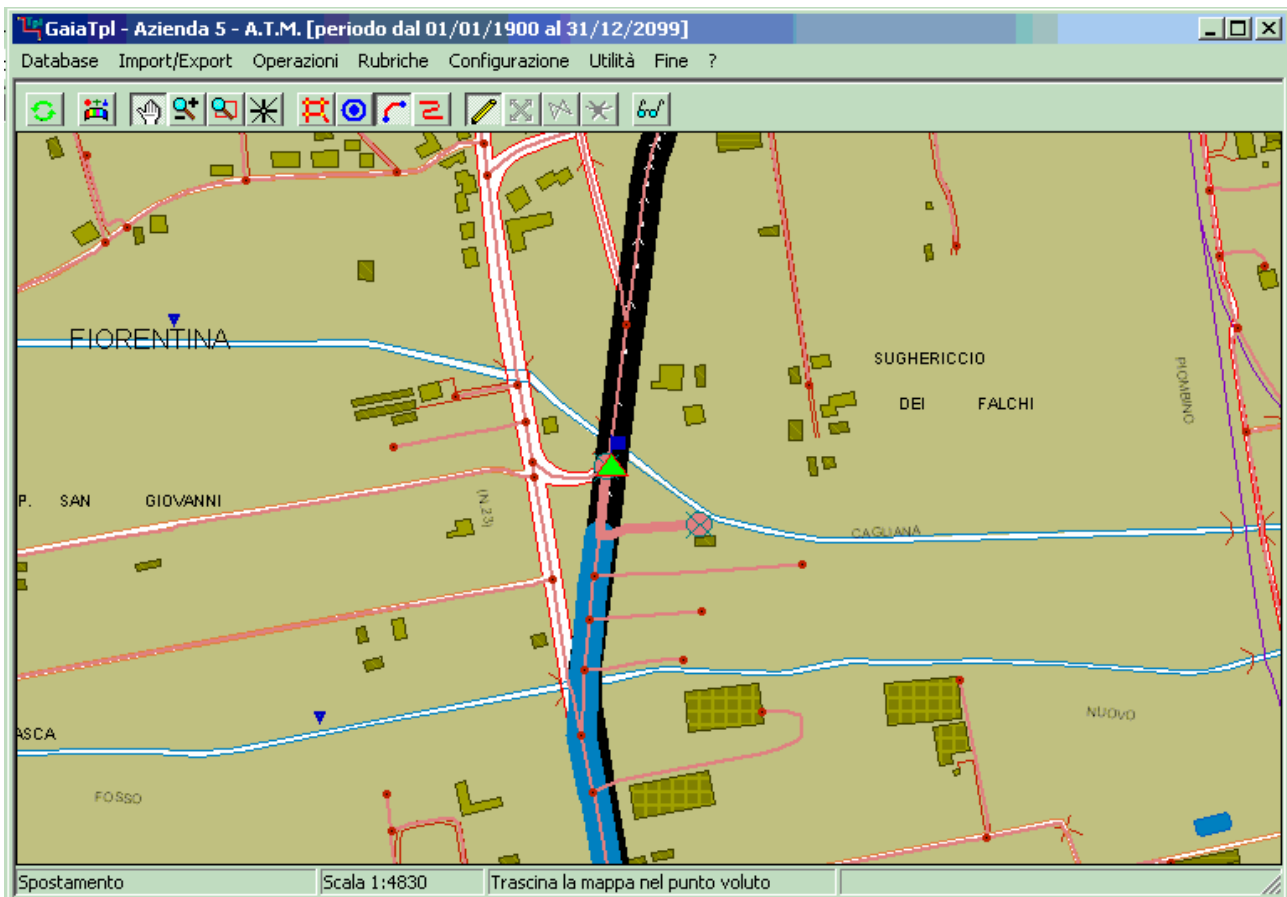 GaiaTpl - Azienda 5 - A.T.M. [periodo dal 01/01/1900 al 31/12/2099]
Database Import/Export Operazioni Rubriche Configurazione Utilità Fine ?
FIORENTINA
SUGHERICCIO
PIOMBINO
DEI FALCHI
P. SAN GIOVANNI
(N.23)
CAGLIANA
NUOVO
ASCA
FOSSO
Spostamento Scala 1:4830 Trascina la mappa nel punto voluto